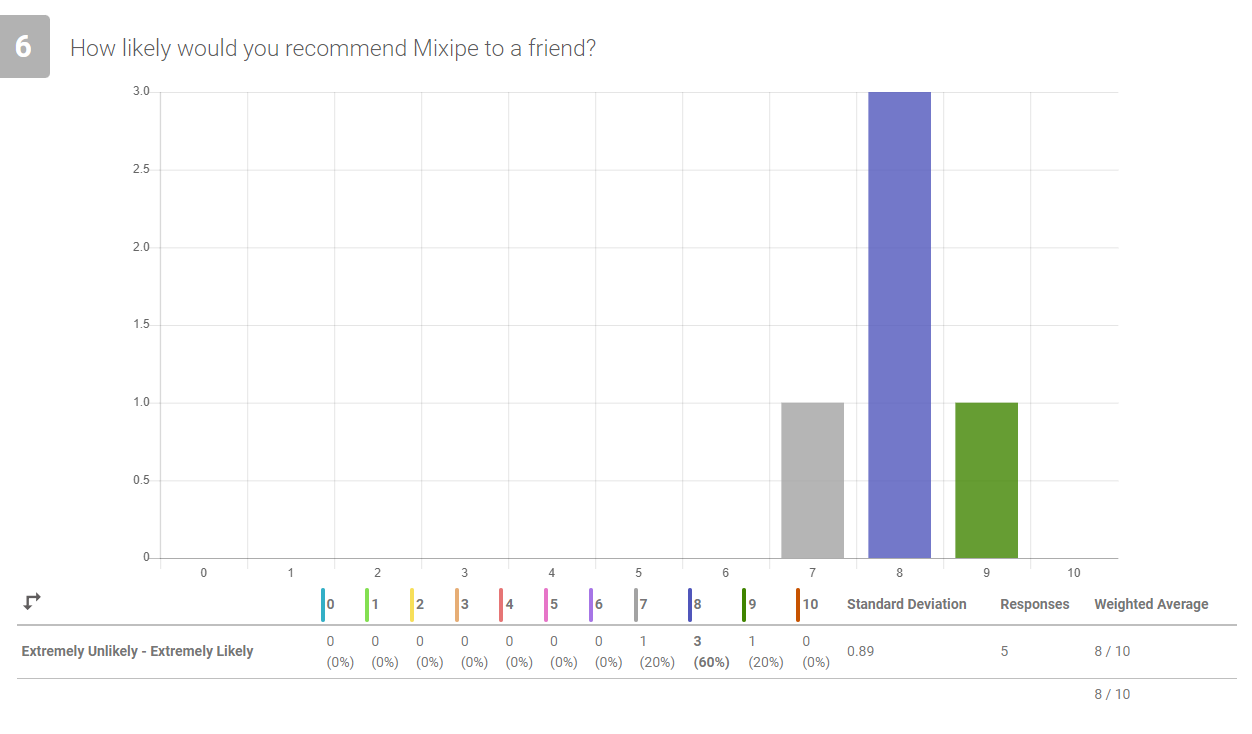 6
How likely would you recommend Mixipe to a friend?
3.0
2.5
2.0
1.5
1.0
0.5
0
0 1 2 3 4 5 6 7 8 9 10
0 1 2 3 4 5 6 7 8 9 10 Standard Deviation Responses Weighted Average
0 0 0 0 0 0 0 1 3 1 0
Extremely Unlikely - Extremely Likely 0.89 5 8 / 10
(0%) (0%) (0%) (0%) (0%) (0%) (0%) (20%) (60%) (20%) (0%)
8 / 10